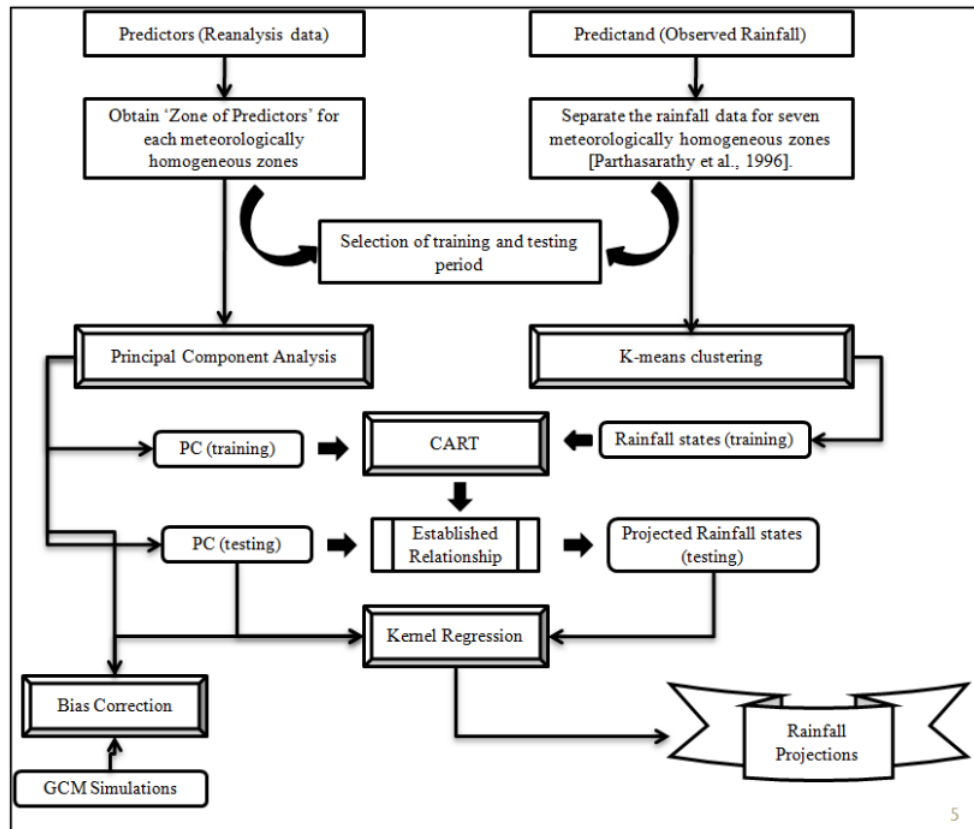 Predictors (Reanalysis data)
Predictand (Observed Rainfall)
Obtain ‘Zone of Predictors’ for
each meteorologically
homogeneous zones
Separate the rainfall data for seven
meteorologically homogeneous zones
[Parthasarathy et al., 1996].
Selection of training and testing
period
Principal Component Analysis
K-means clustering
PC (training)
CART
Rainfall states (training)
PC (testing)
Established
Relationship
Projected Rainfall states
(testing)
Kernel Regression
Bias Correction
Rainfall
Projections
GCM Simulations
5